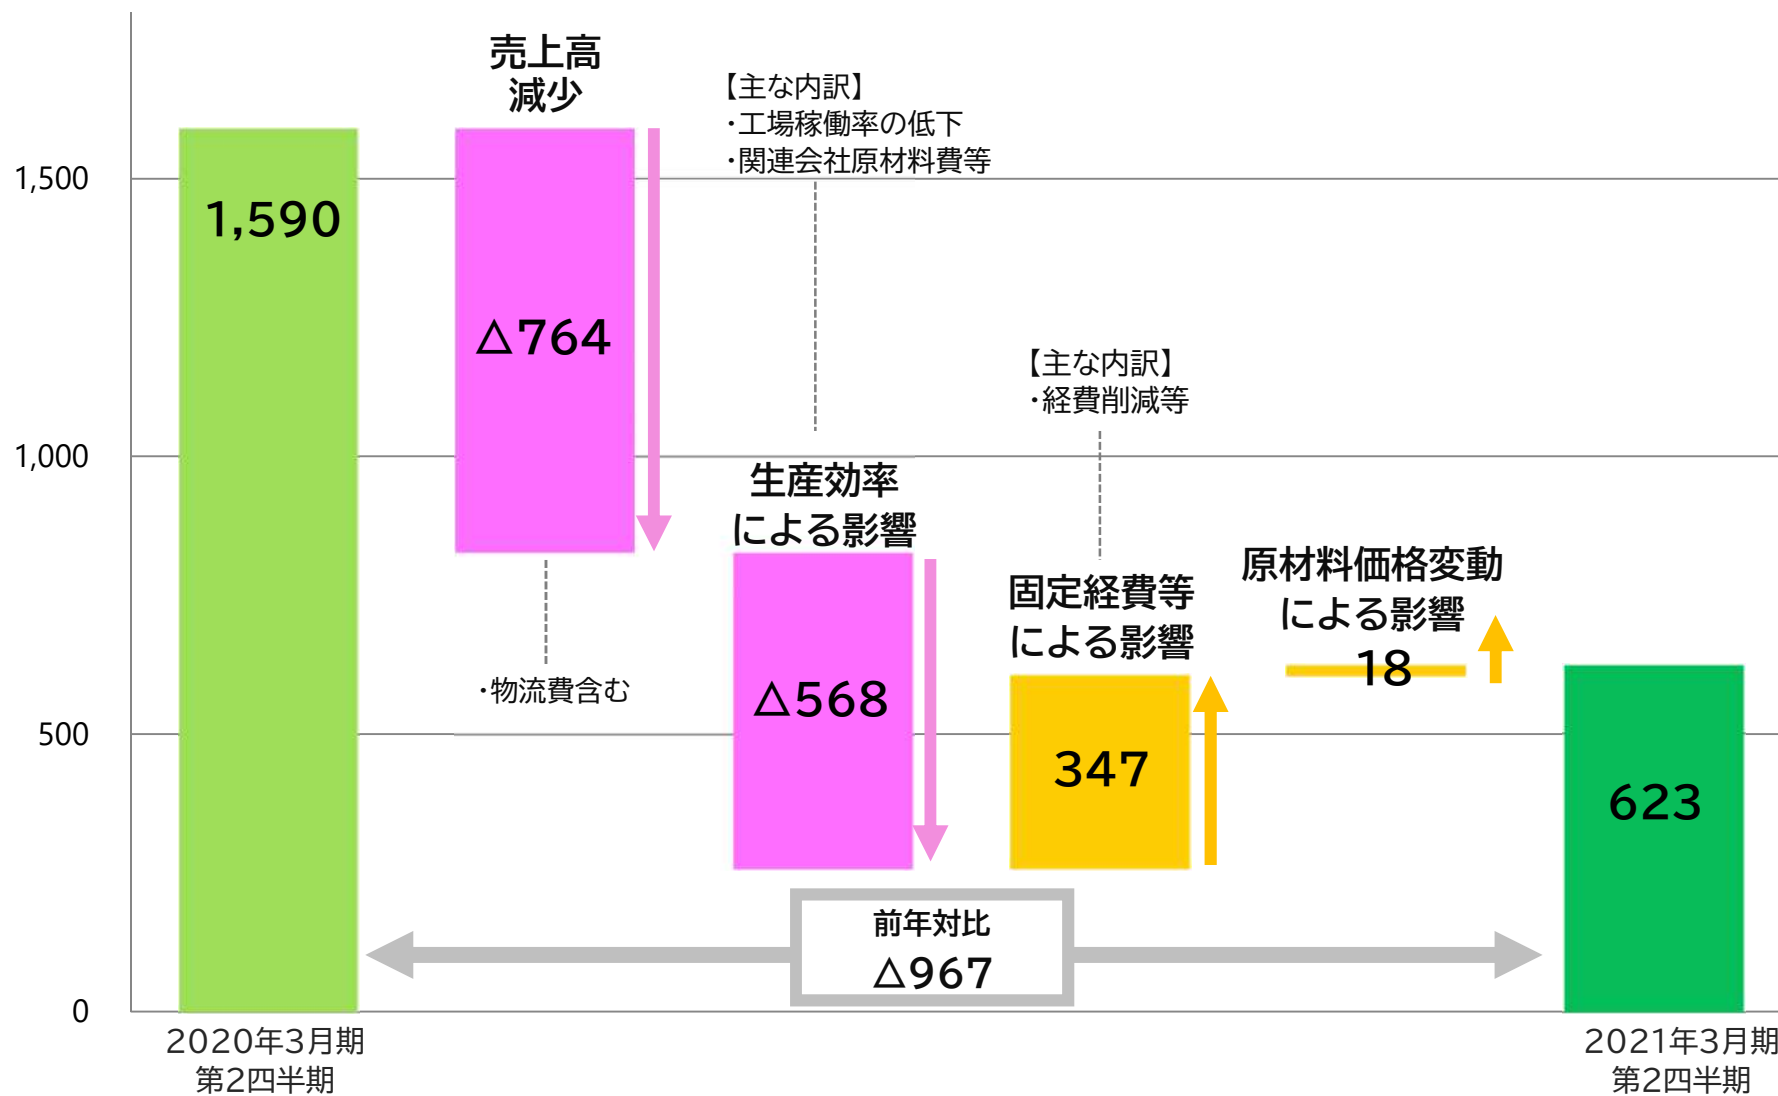 売上高
減少
【主な内訳】
・工場稼働率の低下
・関連会社原材料費等
1,500
1,590
△764
【主な内訳】
・経費削減等
1,000
生産効率
による影響
原材料価格変動
による影響
固定経費等
による影響
18
・物流費含む
△568
500
347
623
前年対比
△967
0
2020年3月期
第2四半期
2021年3月期
第2四半期